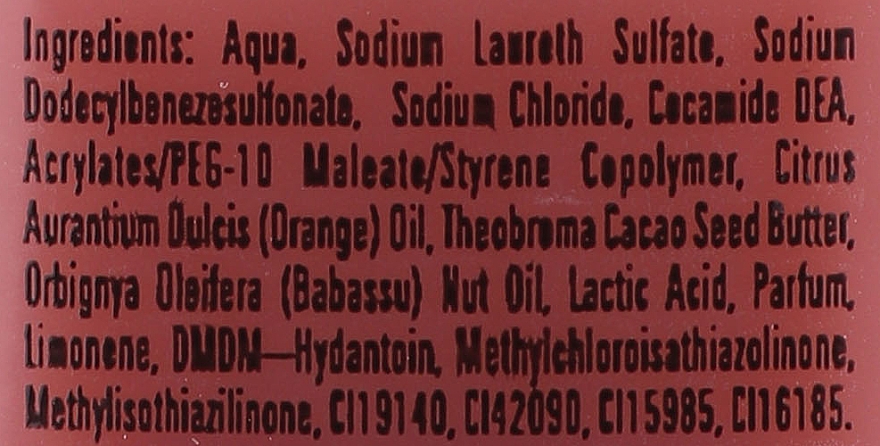 Ingredients: Aqua, Sodium Laureth Sulfate, Sodium
Dodecylbenezesulfonate, Sodium Chloride, Cocamide DEA,
Acrylates/PEG-10 Maleate/Styrene Copolymer, Citrus
Aurantium Dulcis (Orange) Oil, Theobroma Cacao Seed Butter,
Orbignya Oleifera (Babassu) Nut Oil, Lactic Acid, Parfum,
Limonene, DMDM—Hydantoin, Methylchloroisathiazolinone,
Methylisothiazilinone, CI19140, CI42090, CI15985, CI16185.